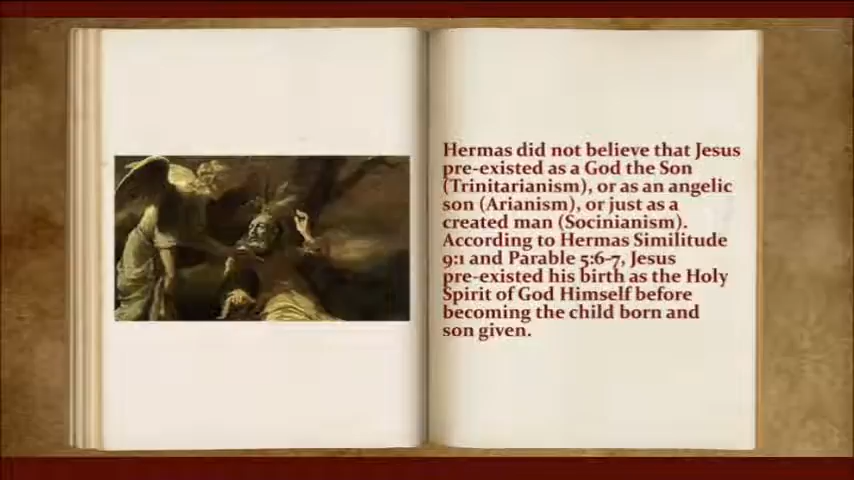 Hermas did not believe that Jesus
pre-existed as a God the Son
(Trinitarianism), or as an angelic
son (Arianism), or just as a
created man (Socinianism).
According to Hermas Similitude
9:1 and Parable 5:6-7, Jesus
pre-existed his birth as the Holy
Spirit of God Himself before
becoming the child born and
son given.